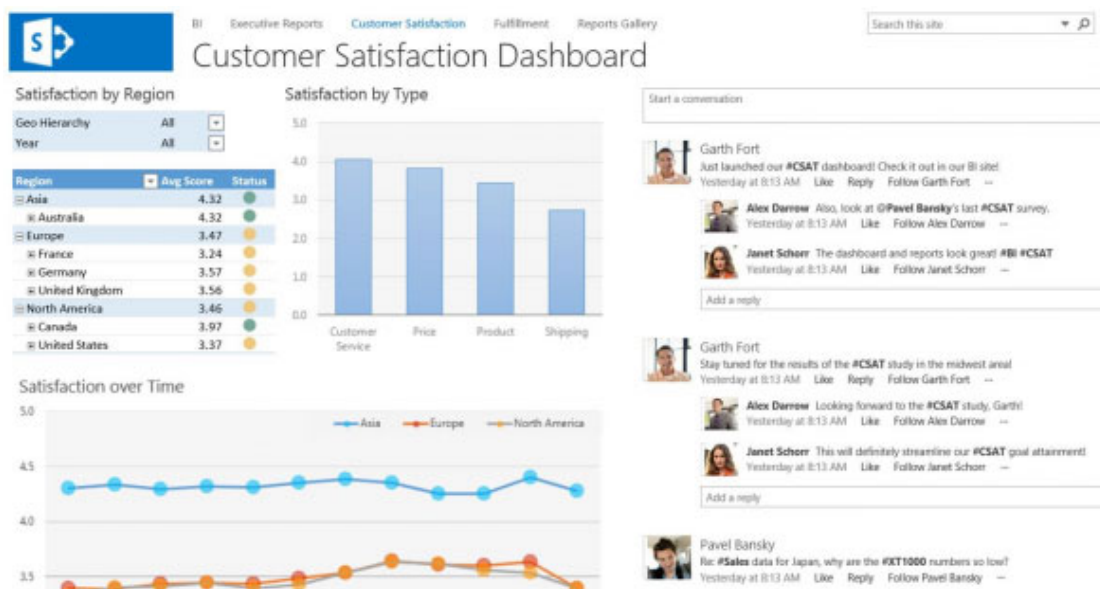 BI Executive Reports Customer Satisfaction Fulfillment Reports Gallery
Search this site
S
Customer Satisfaction Dashboard
Satisfaction by Region
Geo Hierarchy All
Year All
Region Avg Score Status
Asia 4.32
Australia 4.32
Europe 3.47
France 3.24
Germany 3.57
United Kingdom 3.56
North America 3.46
Canada 3.97
United States 3.37
Satisfaction by Type
5.0
4.0
3.0
2.0
1.0
0.0
Customer Service Price Product Shipping
Satisfaction over Time
5.0
Asia Europe North America
4.5
4.0
3.5
Start a conversation
Garth Fort
Just launched our #CSAT dashboard! Check it out in our BI site!
Yesterday at 8:13 AM Like Reply Follow Garth Fort ···
Alex Darrow Also, look at @Pavel Bansky's last #CSAT survey.
Yesterday at 8:13 AM Like Follow Alex Darrow ···
Janet Schorr The dashboard and reports look great! #BI #CSAT
Yesterday at 8:13 AM Like Follow Janet Schorr ···
Add a reply
Garth Fort
Stay tuned for the results of the #CSAT study in the midwest area!
Yesterday at 8:13 AM Like Reply Follow Garth Fort ···
Alex Darrow Looking forward to the #CSAT study, Garth!
Yesterday at 8:13 AM Like Follow Alex Darrow ···
Janet Schorr This will definitely streamline our #CSAT goal attainment!
Yesterday at 8:13 AM Like Follow Janet Schorr ···
Add a reply
Pavel Bansky
Re: #Sales data for Japan, why are the #XT1000 numbers so low?
Yesterday at 8:13 AM Like Reply Follow Pavel Bansky ···